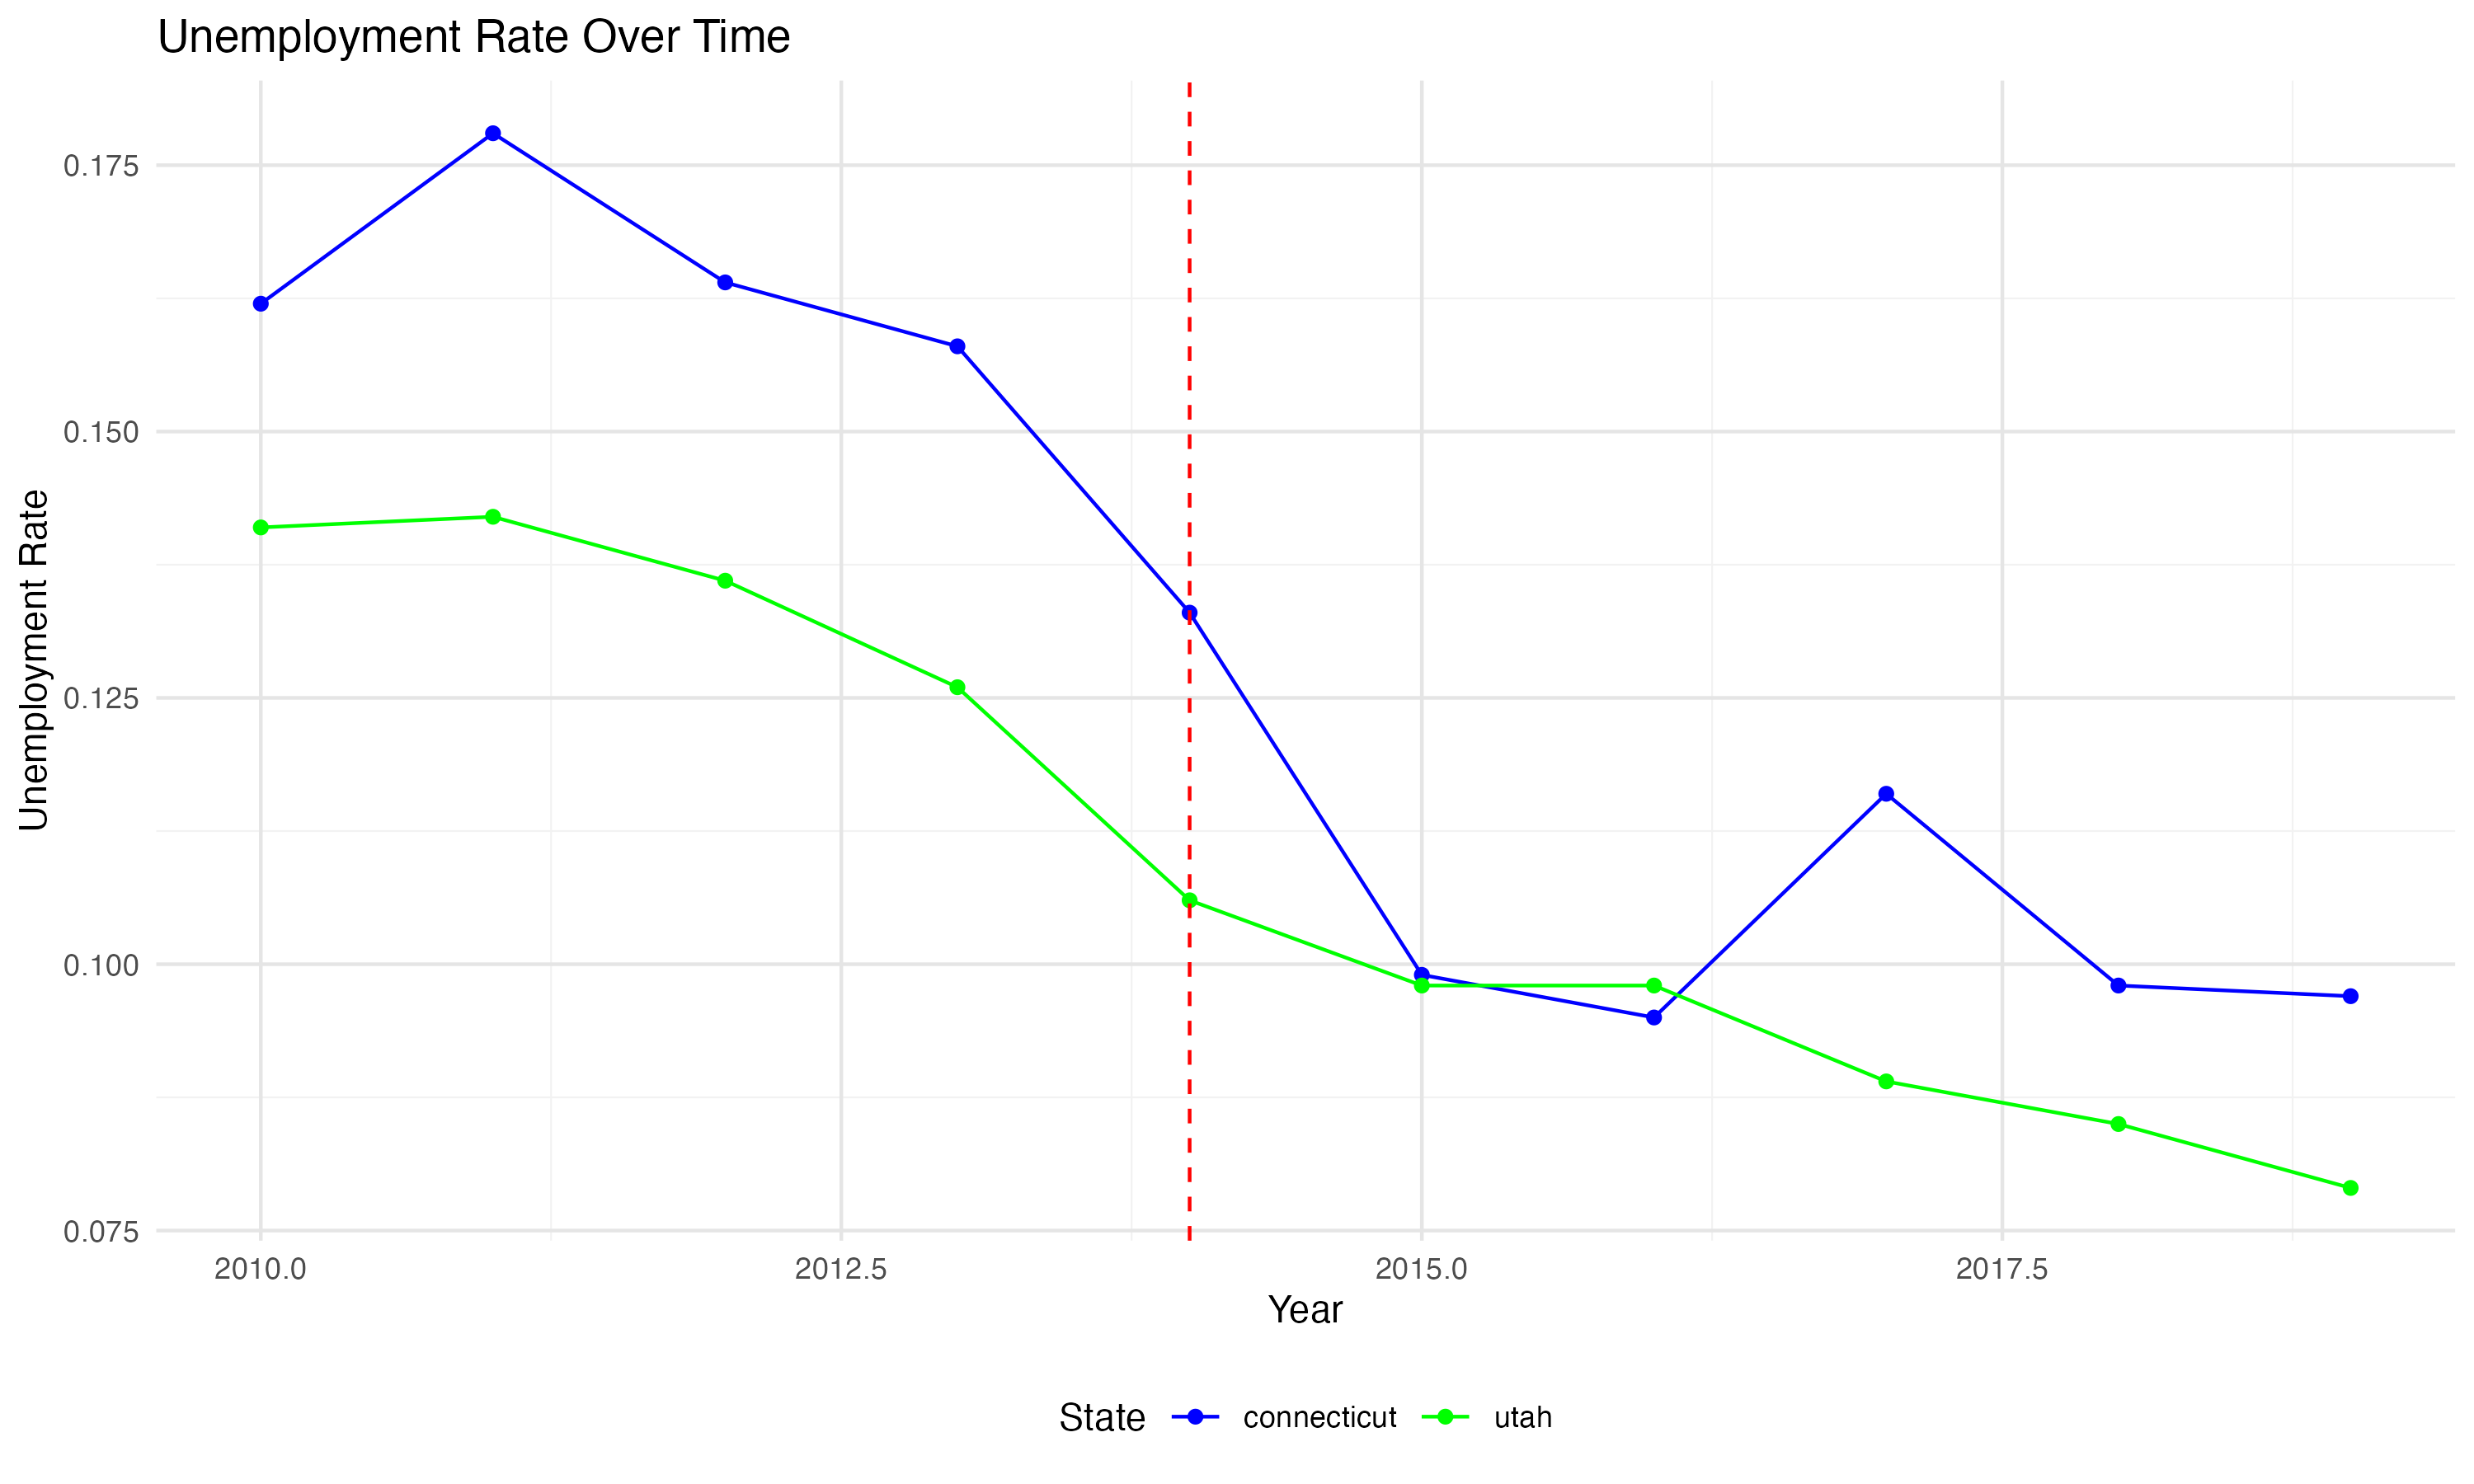 Unemployment Rate Over Time
Unemployment Rate
0.175
0.150
0.125
0.100
0.075
2010.0 2012.5 2015.0 2017.5
Year
State connecticut utah